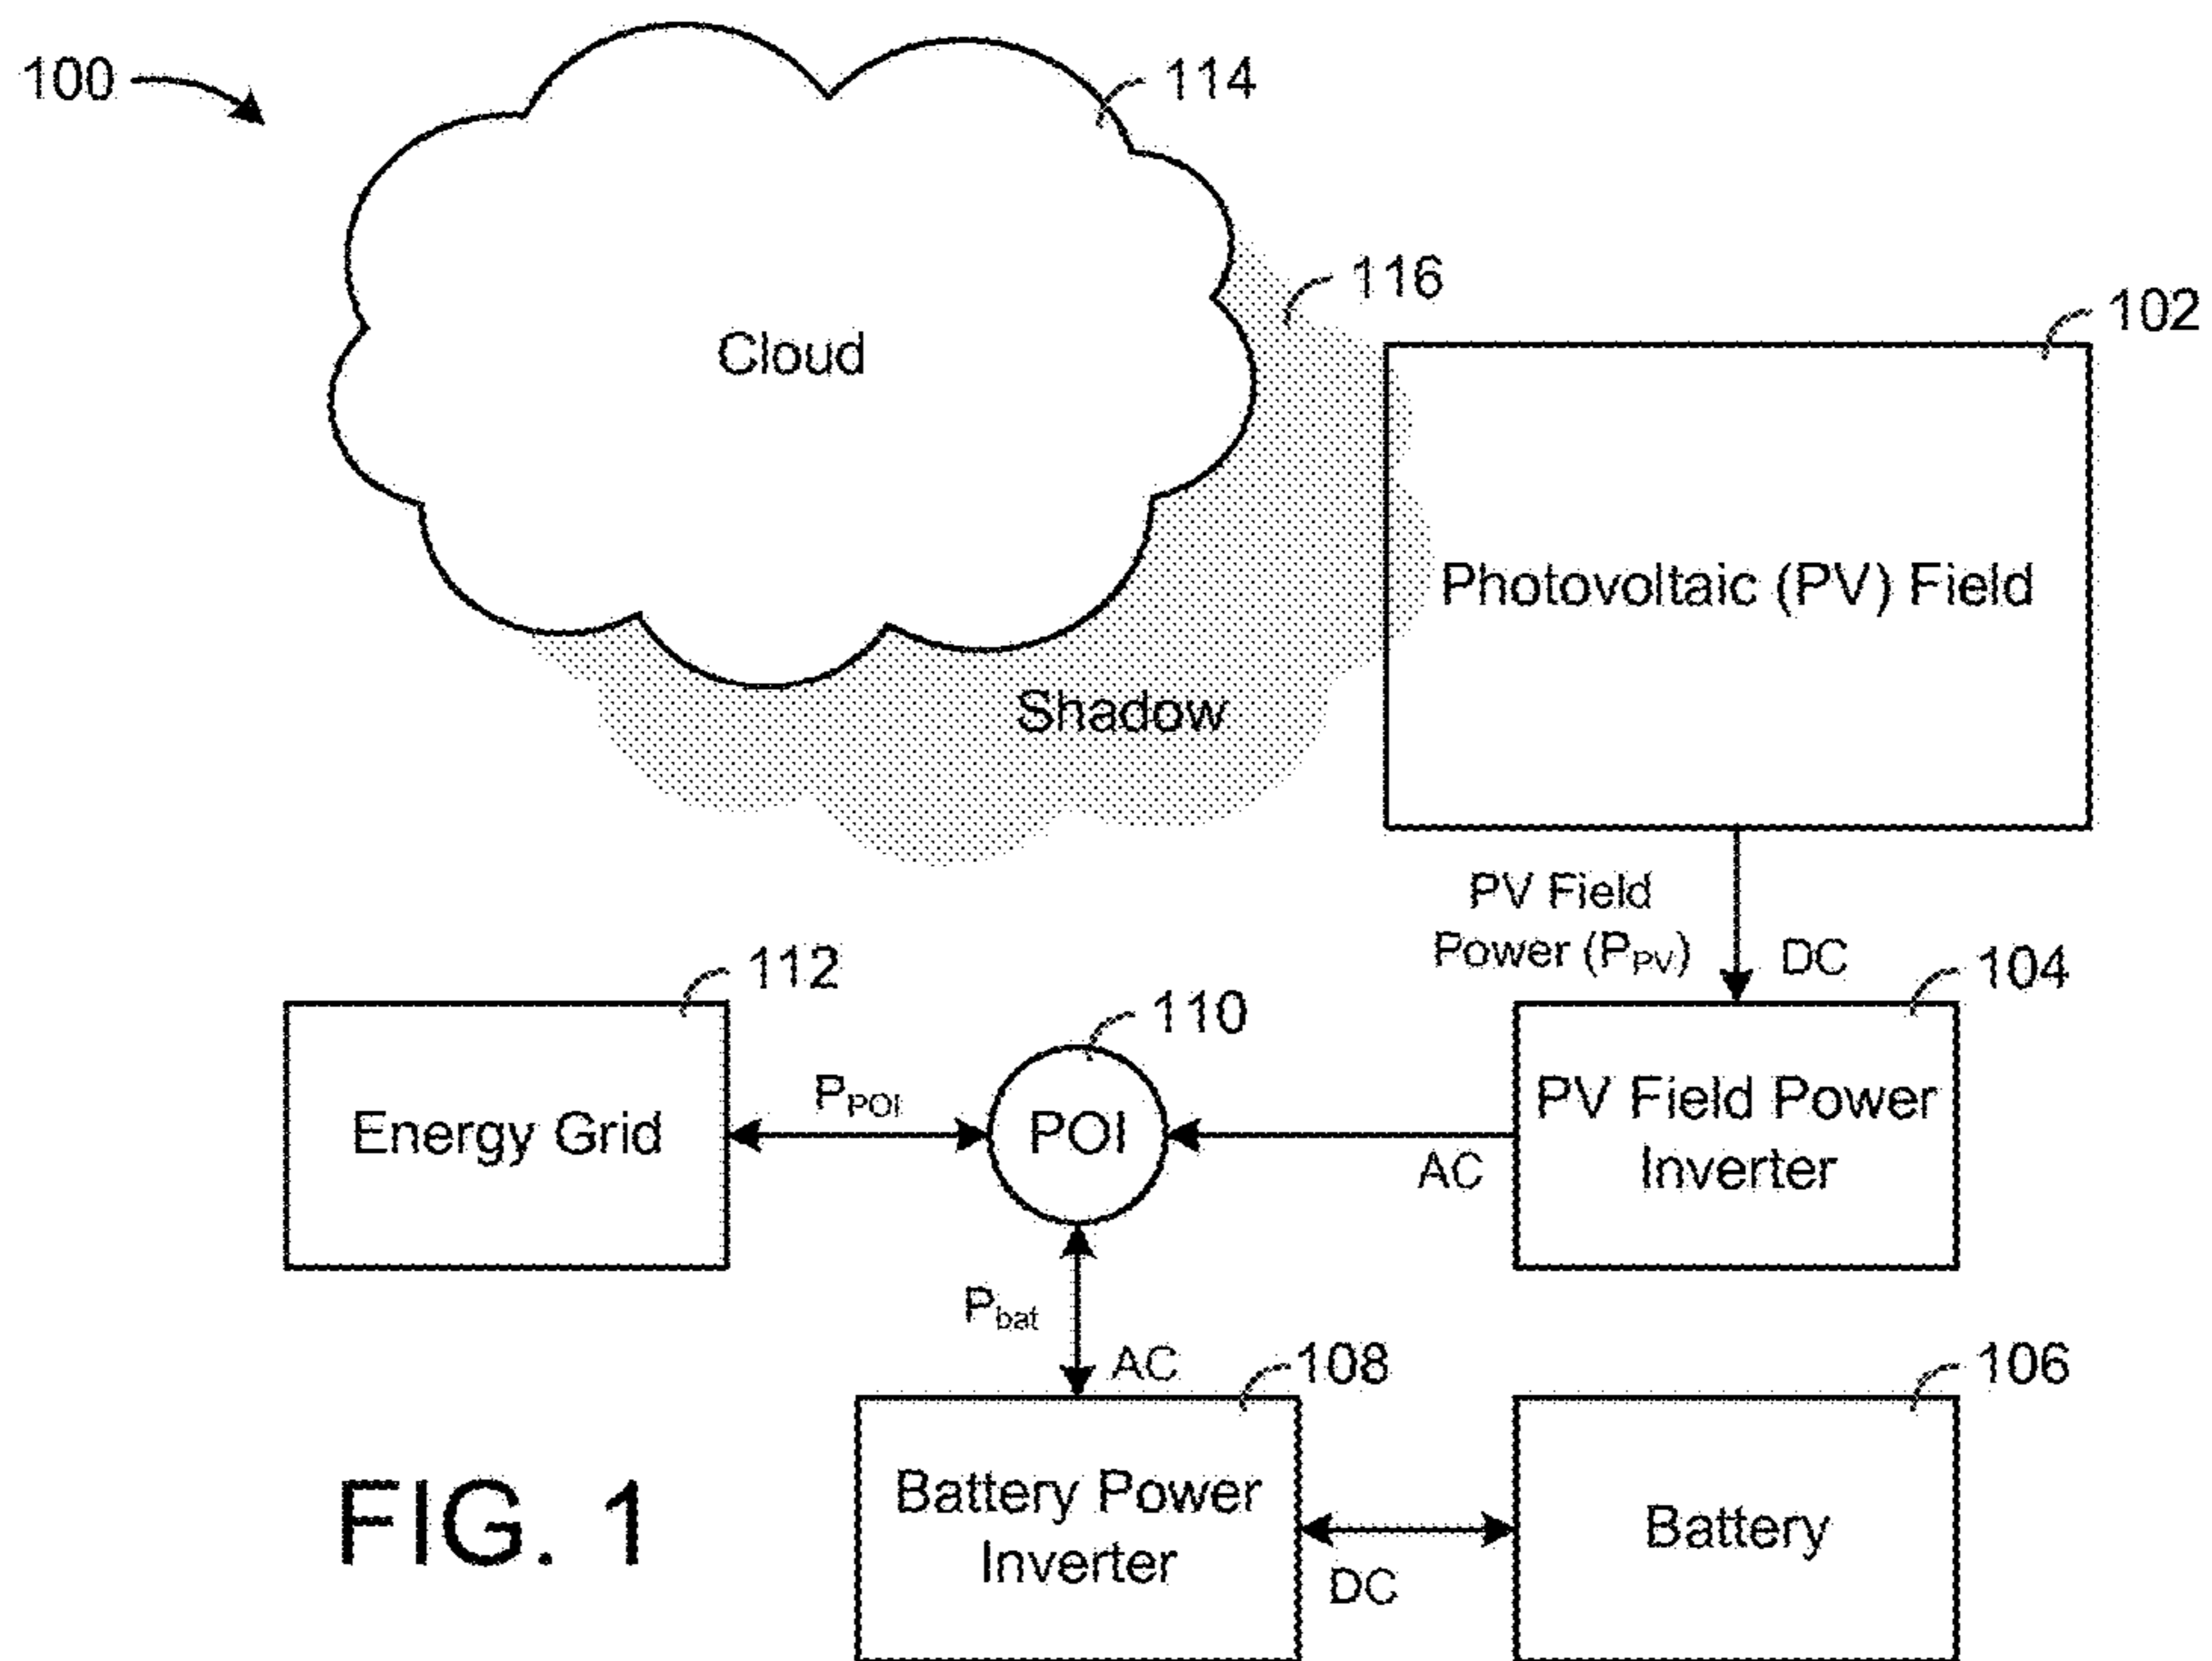 100
114
116
102
Cloud
Photovoltaic (PV) Field
Shadow
PV Field
Power (PPV)
DC
112
110
104
PPOI
Energy Grid
POI
AC
PV Field Power
Inverter
Pbat
AC
108
106
Battery Power
Inverter
DC
Battery
FIG. 1